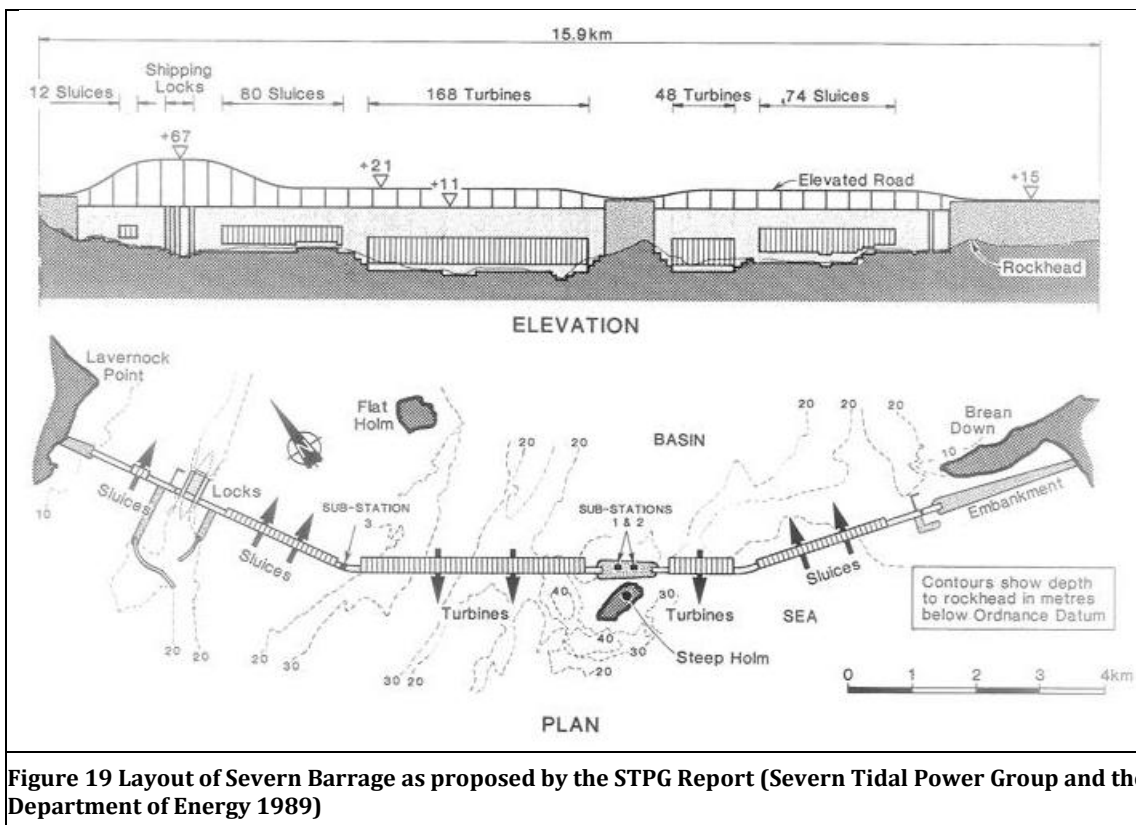 15.9km
Shipping
Locks
12 Sluices
80 Sluices
168 Turbines
48 Turbines
,74 Sluices
+67
+21
+11
Elevated Road
+15
Rockhead
ELEVATION
Lavernock
Point
Flat
Holm
N
20
20
BASIN
20
20
20
Brean
Down
10
Sluices
Locks
SUB-STATION
3
SUB-STATIONS
1 & 2
Embankment
10
Sluices
Sluices
Turbines
40
30
Turbines
SEA
Contours show depth
to rockhead in metres
below Ordnance Datum
20
20
20
30
30
20
40
30
20
Steep Holm
0 1 2 3 4km
PLAN
Figure 19 Layout of Severn Barrage as proposed by the STPG Report (Severn Tidal Power Group and the
Department of Energy 1989)